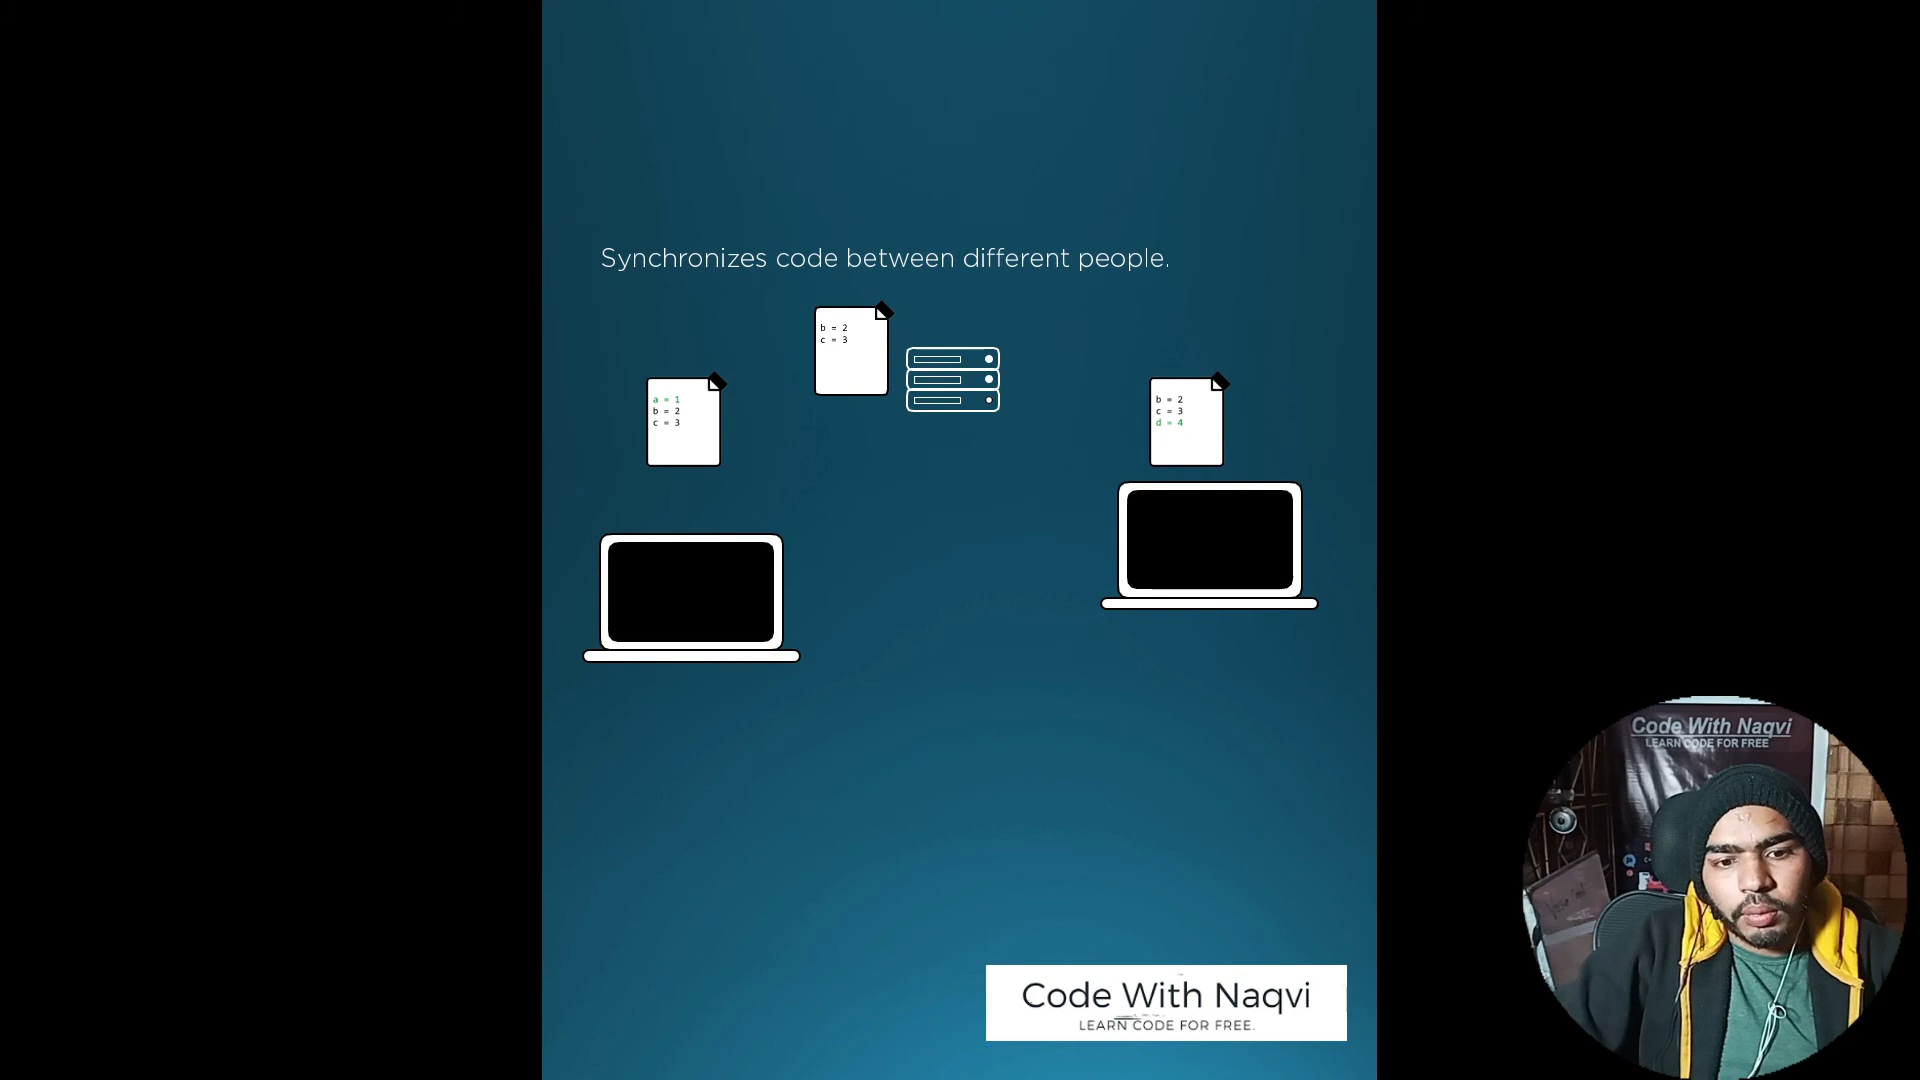 Synchronizes code between different people.
b = 2
c = 3
a = 1
b = 2
c = 3
b = 2
c = 3
d = 4
Code With Naqvi
LEARN CODE FOR FREE
Code With Naqvi
LEARN CODE FOR FREE.